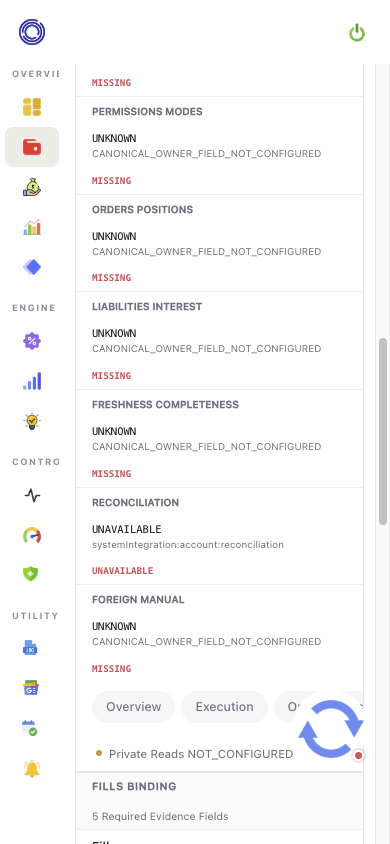 OVERVIE
MISSING
PERMISSIONS MODES
UNKNOWN
CANONICAL_OWNER_FIELD_NOT_CONFIGURED
MISSING
ORDERS POSITIONS
UNKNOWN
CANONICAL_OWNER_FIELD_NOT_CONFIGURED
MISSING
ENGINE
LIABILITIES INTEREST
UNKNOWN
CANONICAL_OWNER_FIELD_NOT_CONFIGURED
MISSING
FRESHNESS COMPLETENESS
UNKNOWN
CANONICAL_OWNER_FIELD_NOT_CONFIGURED
CONTRO
MISSING
RECONCILIATION
UNAVAILABLE
systemIntegration:account:reconciliation
UNAVAILABLE
FOREIGN MANUAL
UTILITY
UNKNOWN
CANONICAL_OWNER_FIELD_NOT_CONFIGURED
MISSING
Overview Execution
Private Reads NOT_CONFIGURED
FILLS BINDING
5 Required Evidence Fields